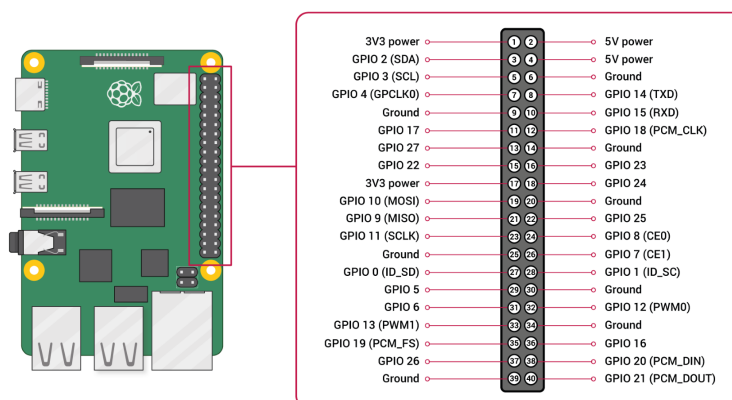 3V3 power 1 2 5V power
GPIO 2 (SDA) 3 4 5V power
GPIO 3 (SCL) 5 6 Ground
GPIO 4 (GPCLK0) 7 8 GPIO 14 (TXD)
Ground 9 10 GPIO 15 (RXD)
GPIO 17 11 12 GPIO 18 (PCM_CLK)
GPIO 27 13 14 Ground
GPIO 22 15 16 GPIO 23
3V3 power 17 18 GPIO 24
GPIO 10 (MOSI) 19 20 Ground
GPIO 9 (MISO) 21 22 GPIO 25
GPIO 11 (SCLK) 23 24 GPIO 8 (CE0)
Ground 25 26 GPIO 7 (CE1)
GPIO 0 (ID_SD) 27 28 GPIO 1 (ID_SC)
GPIO 5 29 30 Ground
GPIO 6 31 32 GPIO 12 (PWM0)
GPIO 13 (PWM1) 33 34 Ground
GPIO 19 (PCM_FS) 35 36 GPIO 16
GPIO 26 37 38 GPIO 20 (PCM_DIN)
Ground 39 40 GPIO 21 (PCM_DOUT)